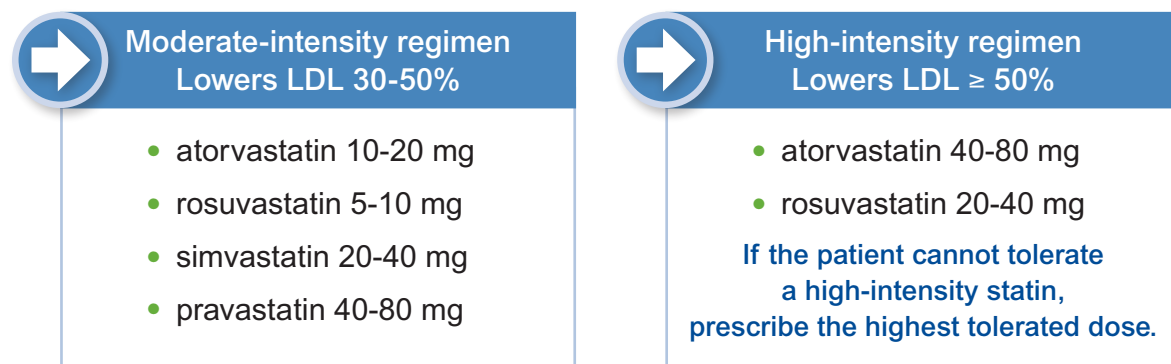 Moderate-intensity regimen
Lowers LDL 30-50%
• atorvastatin 10-20 mg
• rosuvastatin 5-10 mg
• simvastatin 20-40 mg
• pravastatin 40-80 mg
High-intensity regimen
Lowers LDL ≥ 50%
• atorvastatin 40-80 mg
• rosuvastatin 20-40 mg
If the patient cannot tolerate
a high-intensity statin,
prescribe the highest tolerated dose.